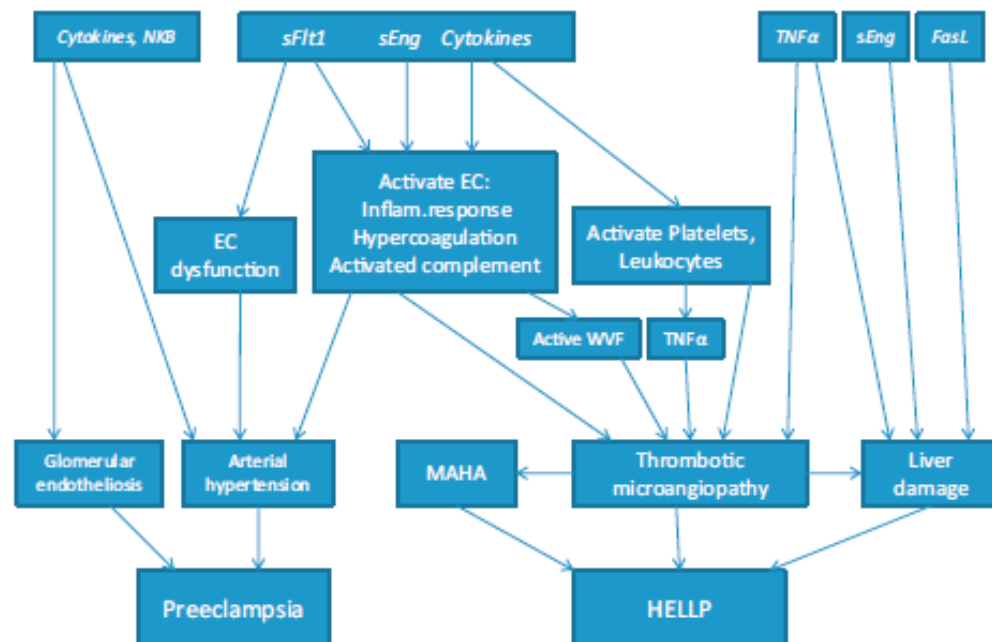 Cytokines, NKB
sFlt1 sEng Cytokines
TNFα
sEng
FasL
Activate EC:
Inflam.response
Hypercoagulation
Activated complement
EC
dysfunction
Activate Platelets,
Leukocytes
Active WVF
TNFα
Glomerular
endotheliosis
Arterial
hypertension
MAHA
Thrombotic
microangiopathy
Liver
damage
Preeclampsia
HELLP